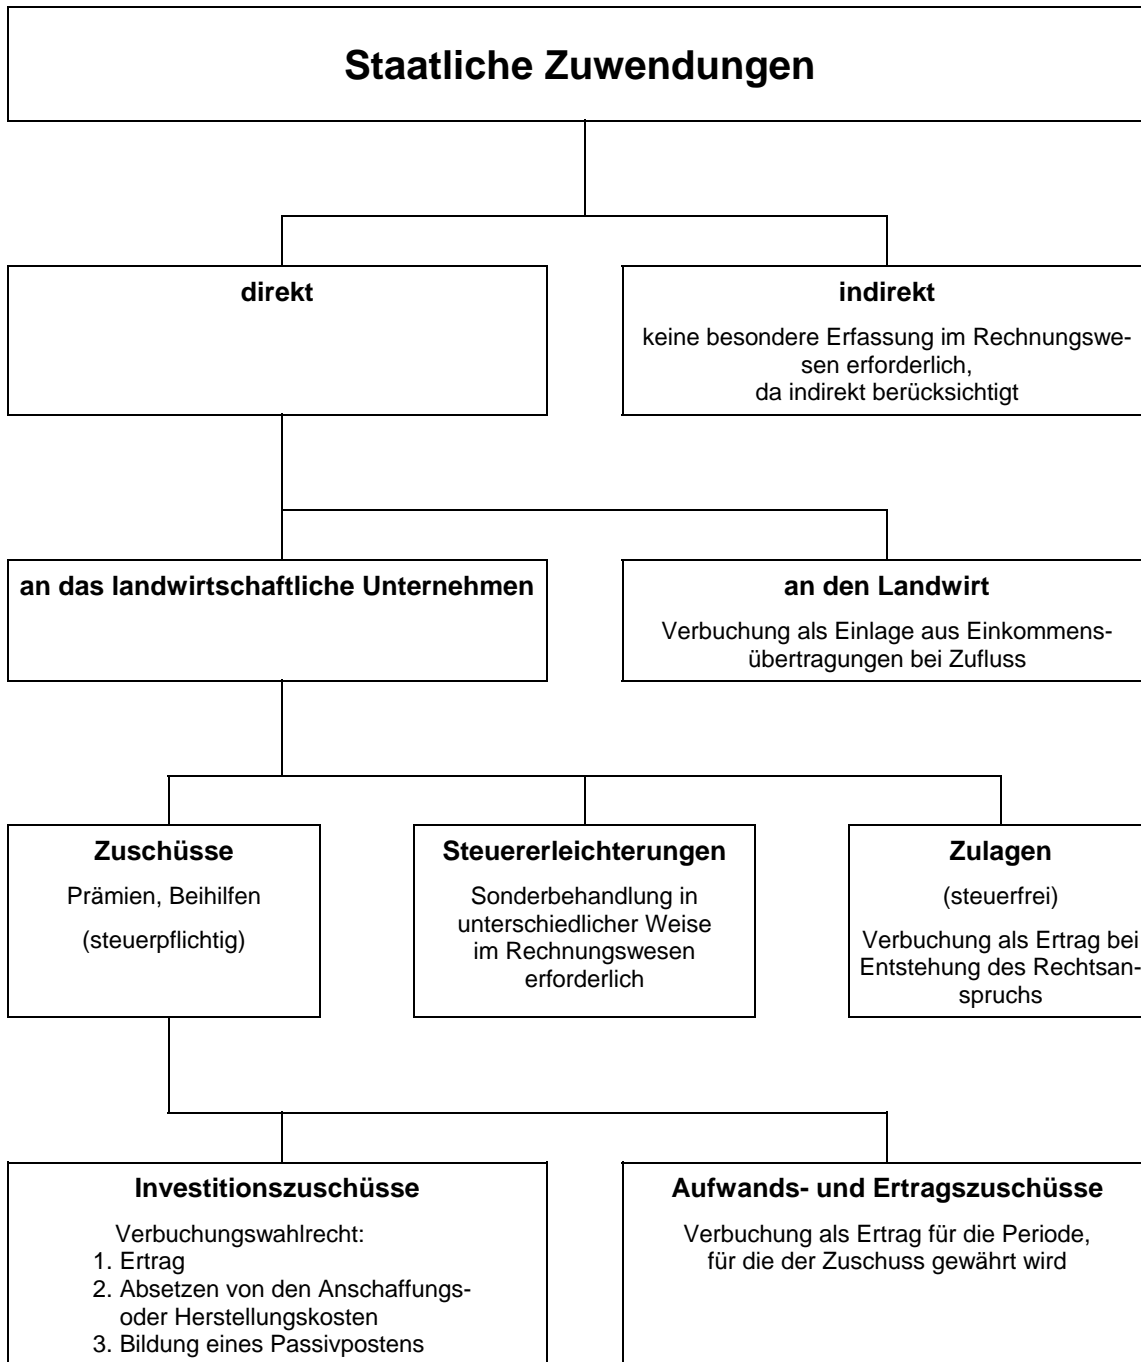 Staatliche Zuwendungen
direkt
indirekt
keine besondere Erfassung im Rechnungswe-
sen erforderlich,
da indirekt berücksichtigt
an das landwirtschaftliche Unternehmen
an den Landwirt
Verbuchung als Einlage aus Einkommens-
übertragungen bei Zufluss
Zuschüsse
Prämien, Beihilfen
(steuerpflichtig)
Steuererleichterungen
Sonderbehandlung in
unterschiedlicher Weise
im Rechnungswesen
erforderlich
Zulagen
(steuerfrei)
Verbuchung als Ertrag bei
Entstehung des Rechtsan-
spruchs
Investitionszuschüsse
Verbuchungswahlrecht:
1. Ertrag
2. Absetzen von den Anschaffungs-
oder Herstellungskosten
3. Bildung eines Passivpostens
Aufwands- und Ertragszuschüsse
Verbuchung als Ertrag für die Periode,
für die der Zuschuss gewährt wird